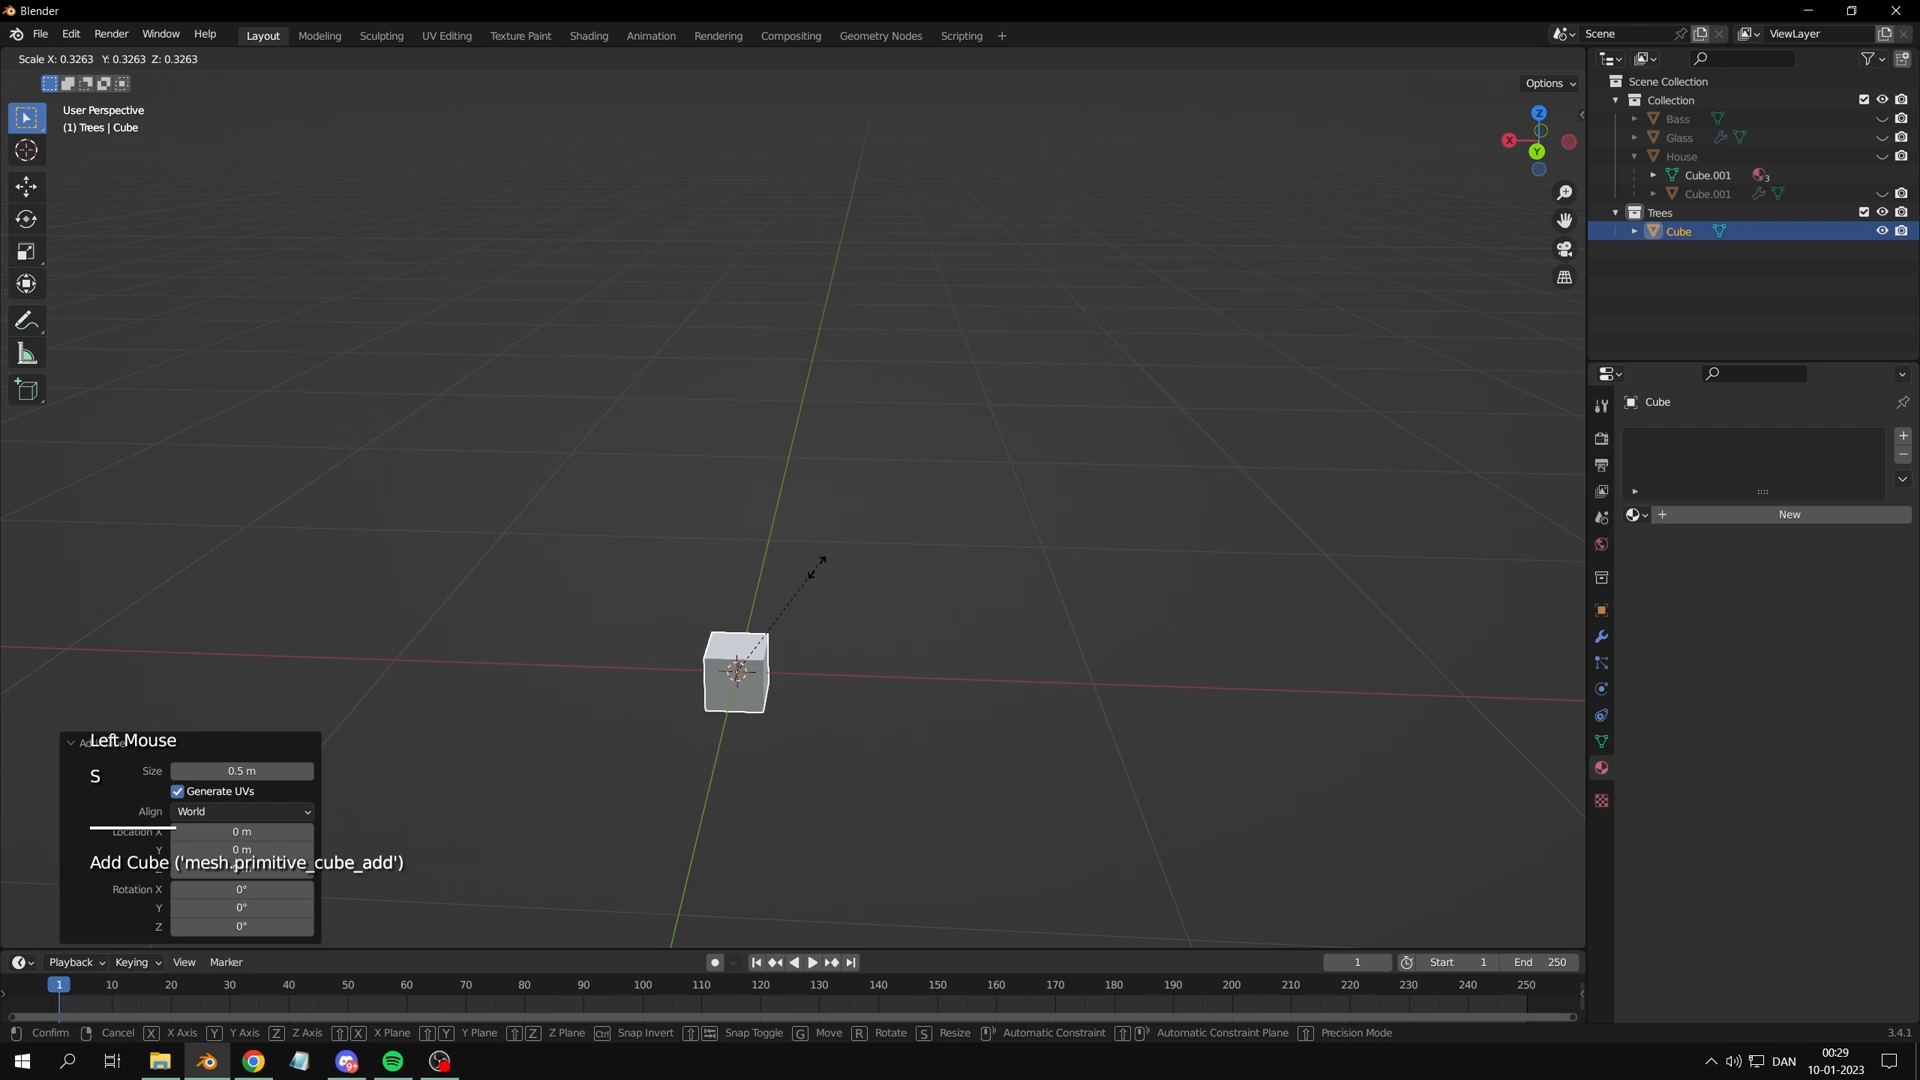 Blender
File Edit Render Window Help Layout Modeling Sculpting UV Editing Texture Paint Shading Animation Rendering Compositing Geometry Nodes Scripting + Scene ViewLayer
Scale X: 0.3263 Y: 0.3263 Z: 0.3263
Options
User Perspective
(1) Trees | Cube
Z
X
Y
Scene Collection
Collection
Bass
Glass
House
Cube.001 3
Cube.001
Trees
Cube
Cube
New
Left Mouse
S
Size 0.5 m
Generate UVs
Align World
Location X 0 m
Y 0 m
Add Cube ('mesh.primitive_cube_add')
Rotation X 0°
Y 0°
Z 0°
Playback Keying View Marker 1 Start 1 End 250
1 10 20 30 40 50 60 70 80 90 100 110 120 130 140 150 160 170 180 190 200 210 220 230 240 250
Confirm Cancel X X Axis Y Y Axis Z Z Axis X X Plane Y Y Plane Z Z Plane Ctrl Snap Invert Snap Toggle G Move R Rotate S Resize Automatic Constraint Automatic Constraint Plane Precision Mode 3.4.1
DAN
00:29
10-01-2023